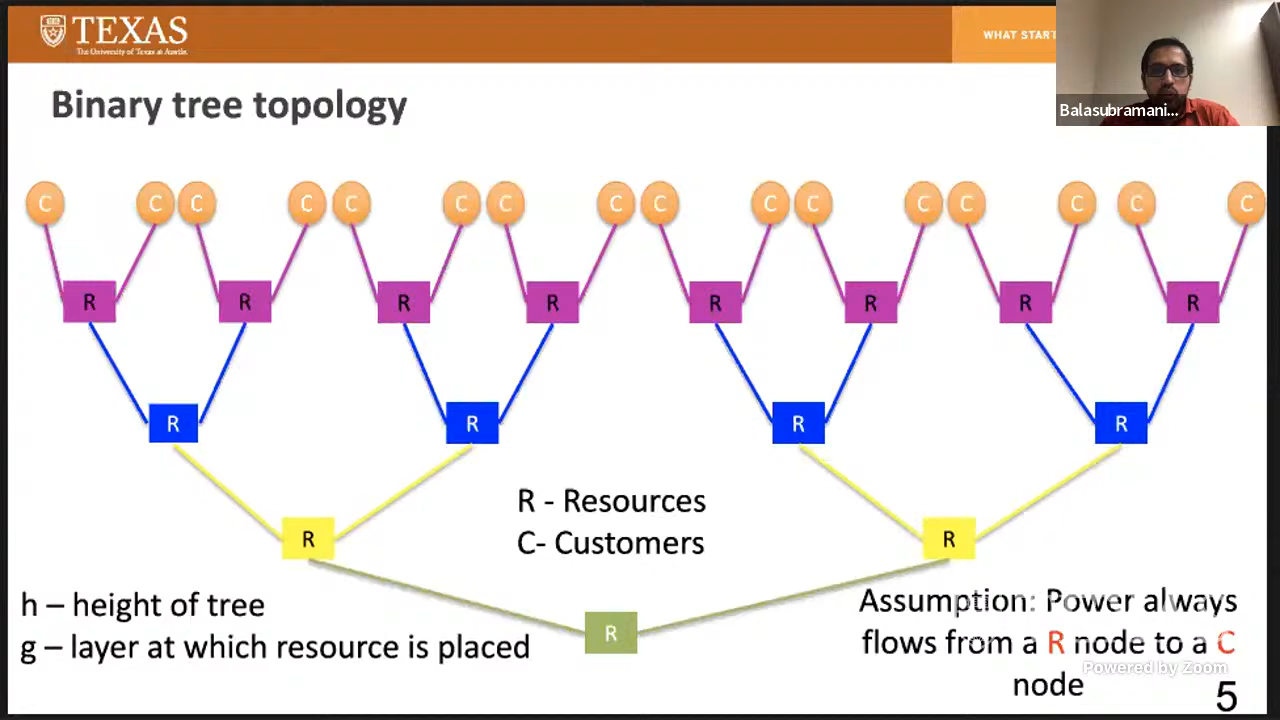 TEXAS
The University of Texas at Austin
WHAT START
Balasubramani...
Binary tree topology
C C C C C C C C C C C C C C C C
R R R R R R R R
R R R R
R - Resources
C- Customers
R R
h – height of tree
g – layer at which resource is placed
R
Assumption: Power always
flows from a R node to a C
node
Powered by Zoom
5